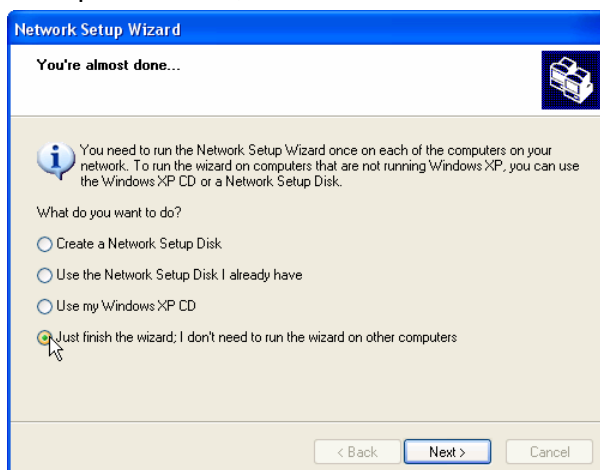 Network Setup Wizard
You're almost done...
You need to run the Network Setup Wizard once on each of the computers on your
network. To run the wizard on computers that are not running Windows XP, you can use
the Windows XP CD or a Network Setup Disk.
What do you want to do?
Create a Network Setup Disk
Use the Network Setup Disk I already have
Use my Windows XP CD
Just finish the wizard; I don't need to run the wizard on other computers
< Back
Next >
Cancel